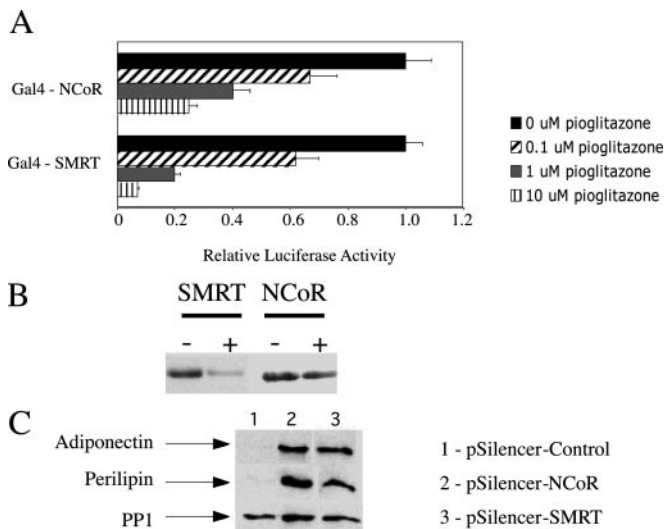 A
Gal4 - NCoR
Gal4 - SMRT
0 0.2 0.4 0.6 0.8 1.0 1.2
Relative Luciferase Activity
0 uM pioglitazone
0.1 uM pioglitazone
1 uM pioglitazone
10 uM pioglitazone
B
SMRT NCoR
- + - +
C
1 2 3
Adiponectin
Perilipin
PP1
1 - pSilencer-Control
2 - pSilencer-NCoR
3 - pSilencer-SMRT